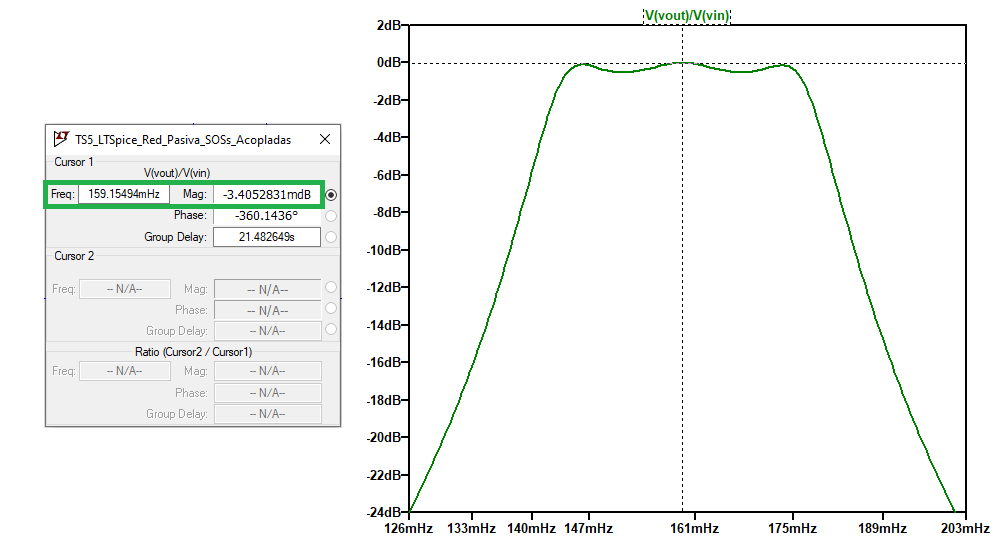 TS5_LTSpice_Red_Pasiva_SOSs_Acopladas
Cursor 1
V(vout)/V(vin)
Freq: 159.15494mHz Mag: -3.4052831mdB
Phase: -360.1436°
Group Delay: 21.482649s
Cursor 2
Freq: -- N/A-- Mag: -- N/A--
Phase: -- N/A--
Group Delay: -- N/A--
Ratio (Cursor2 / Cursor1)
Freq: -- N/A-- Mag: -- N/A--
Phase: -- N/A--
Group Delay: -- N/A--
V(vout)/V(vin)
2dB
0dB
-2dB
-4dB
-6dB
-8dB
-10dB
-12dB
-14dB
-16dB
-18dB
-20dB
-22dB
-24dB
126mHz 133mHz 140mHz 147mHz 161mHz 175mHz 189mHz 203mHz